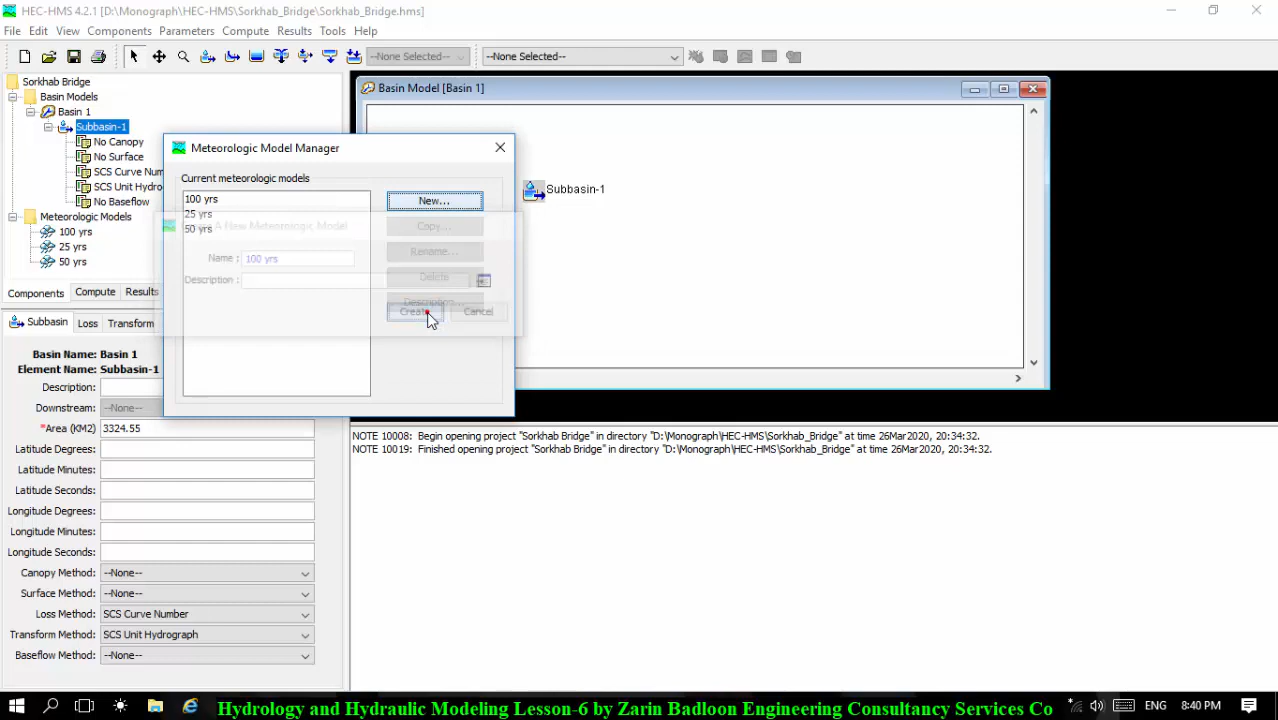 HEC-HMS 4.2.1 [D:\Monograph\HEC-HMS\Sorkhab_Bridge\Sorkhab_Bridge.hms]
File Edit View Components Parameters Compute Results Tools Help
--None Selected-- --None Selected--
Sorkhab Bridge
Basin Models
Basin 1
Subbasin-1
No Canopy
No Surface
SCS Curve Num
SCS Unit Hydro
No Baseflow
Meteorologic Models
100 yrs
25 yrs
50 yrs
Components Compute Results
Subbasin Loss Transform
Basin Name: Basin 1
Element Name: Subbasin-1
Description:
Downstream: --None--
*Area (KM2) 3324.55
Latitude Degrees:
Latitude Minutes:
Latitude Seconds:
Longitude Degrees:
Longitude Minutes:
Longitude Seconds:
Canopy Method: --None--
Surface Method: --None--
Loss Method: SCS Curve Number
Transform Method: SCS Unit Hydrograph
Baseflow Method: --None--
Basin Model [Basin 1]
Subbasin-1
Meteorologic Model Manager
Current meteorologic models
100 yrs
25 yrs
50 yrs
New...
Copy...
Rename...
Delete
Description...
A New Meteorologic Model
Name : 100 yrs
Description :
Create Cancel
NOTE 10008: Begin opening project "Sorkhab Bridge" in directory "D:\Monograph\HEC-HMS\Sorkhab_Bridge" at time 26Mar2020, 20:34:32.
NOTE 10019: Finished opening project "Sorkhab Bridge" in directory "D:\Monograph\HEC-HMS\Sorkhab_Bridge" at time 26Mar2020, 20:34:32.
Hydrology and Hydraulic Modeling Lesson-6 by Zarin Badloon Engineering Consultancy Services Co
ENG 8:40 PM